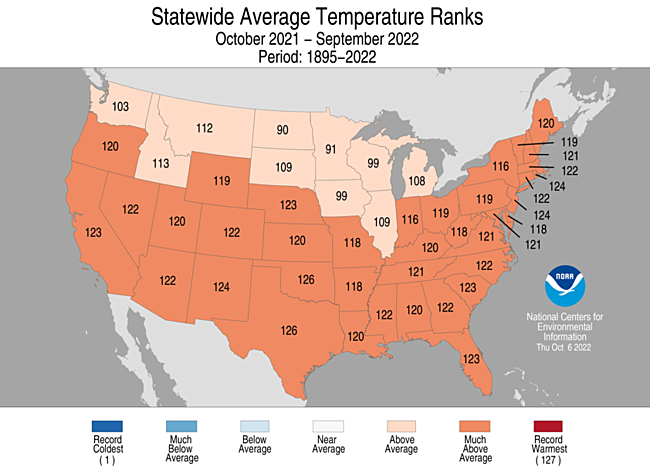 Statewide Average Temperature Ranks
October 2021 – September 2022
Period: 1895–2022
103
112
90
91
120
120
119
113
109
99
116
121
119
108
122
123
99
124
109
116
119
119
122
122
120
122
123
124
123
120
118
118
118
120
121
121
122
124
126
118
121
122
123
122
120
122
126
120
123
NOAA
National Centers for
Environmental
Information
Thu Oct 6 2022
Record
Coldest
( 1 )
Much
Below
Average
Below
Average
Near
Average
Above
Average
Much
Above
Average
Record
Warmest
( 127 )